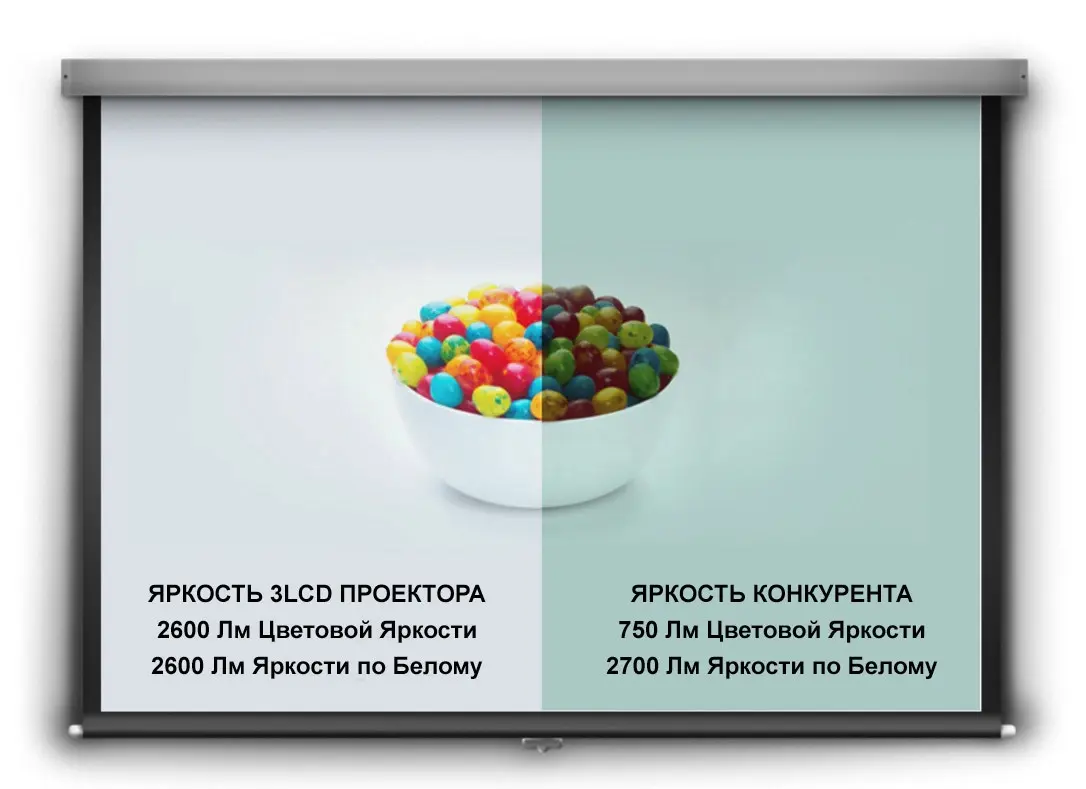 ЯРКОСТЬ 3LCD ПРОЕКТОРА
2600 Лм Цветовой Яркости
2600 Лм Яркости по Белому
ЯРКОСТЬ КОНКУРЕНТА
750 Лм Цветовой Яркости
2700 Лм Яркости по Белому